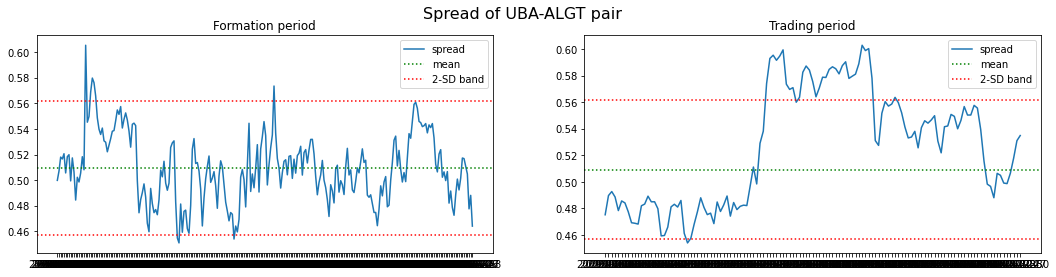 Spread of UBA-ALGT pair
Formation period
0.60
0.58
0.56
0.54
0.52
0.50
0.48
0.46
spread
mean
2-SD band
Trading period
0.60
0.58
0.56
0.54
0.52
0.50
0.48
0.46
spread
mean
2-SD band